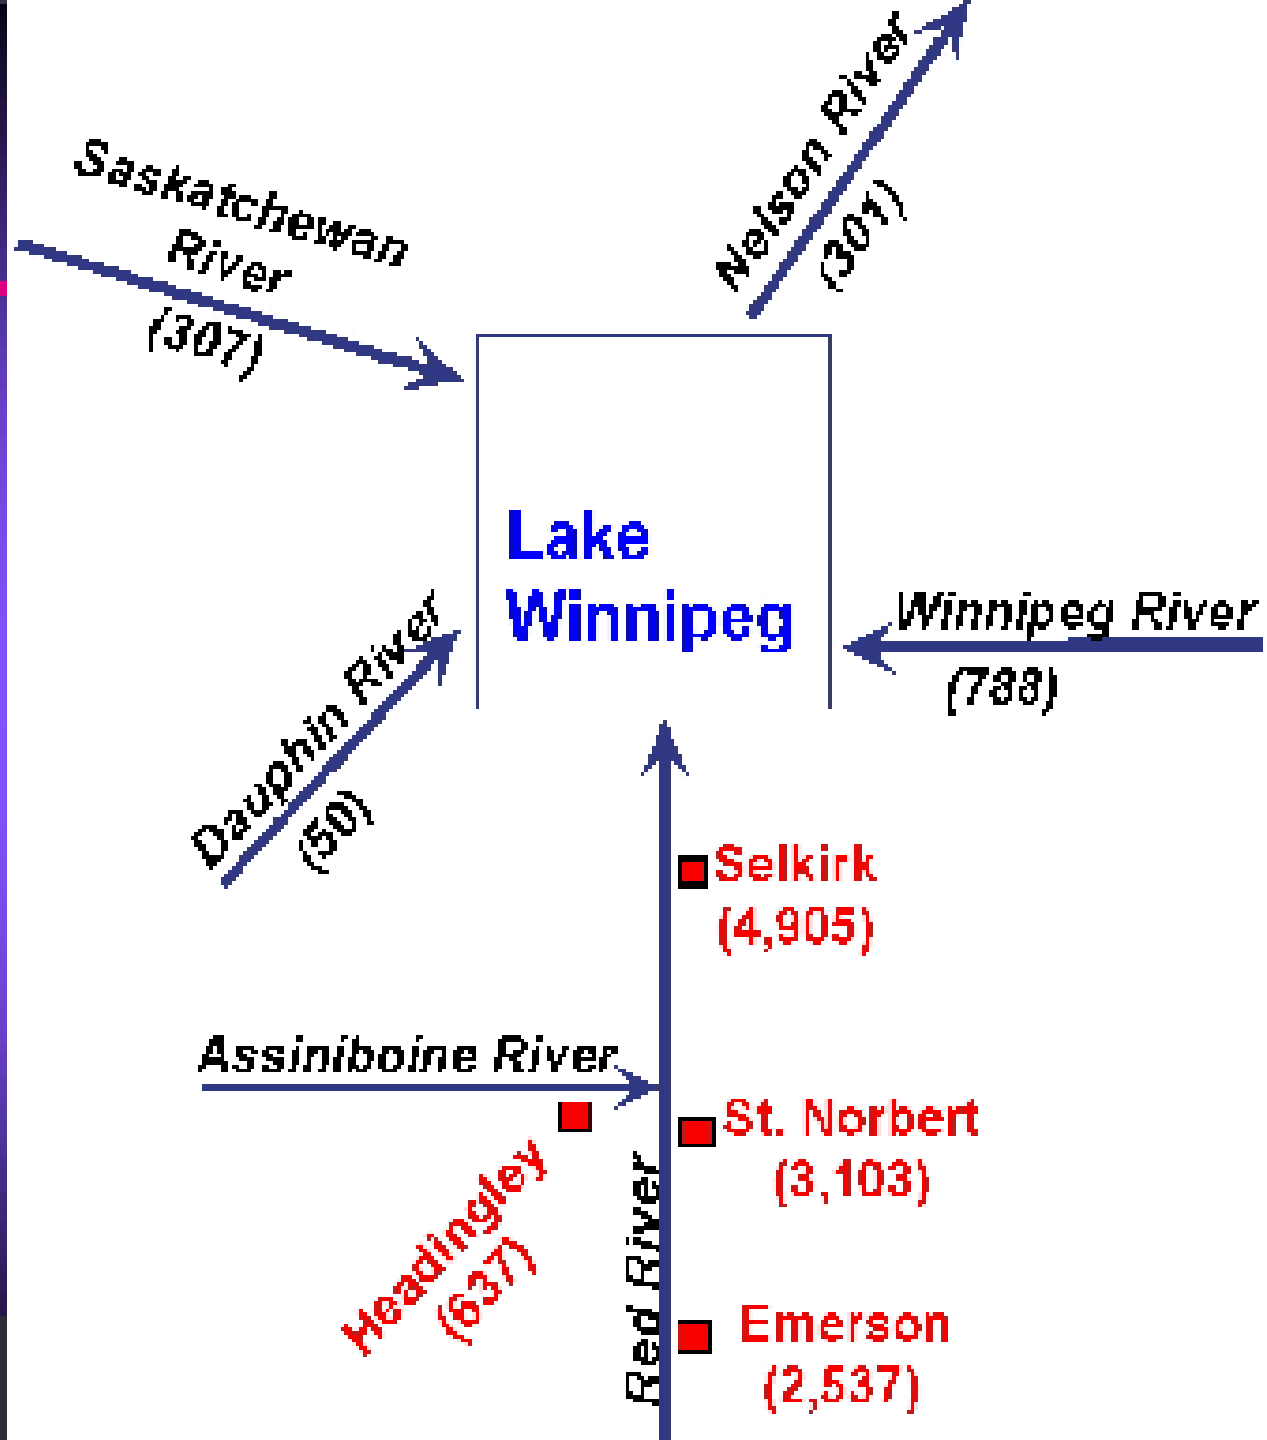 Nelson River
(301)
Saskatchewan
River
(307)
Lake
Winnipeg
Winnipeg River
(788)
Dauphin River
(50)
Selkirk
(4,905)
Assiniboine River
St. Norbert
(3,103)
Headingley
(637)
Red River
Emerson
(2,537)